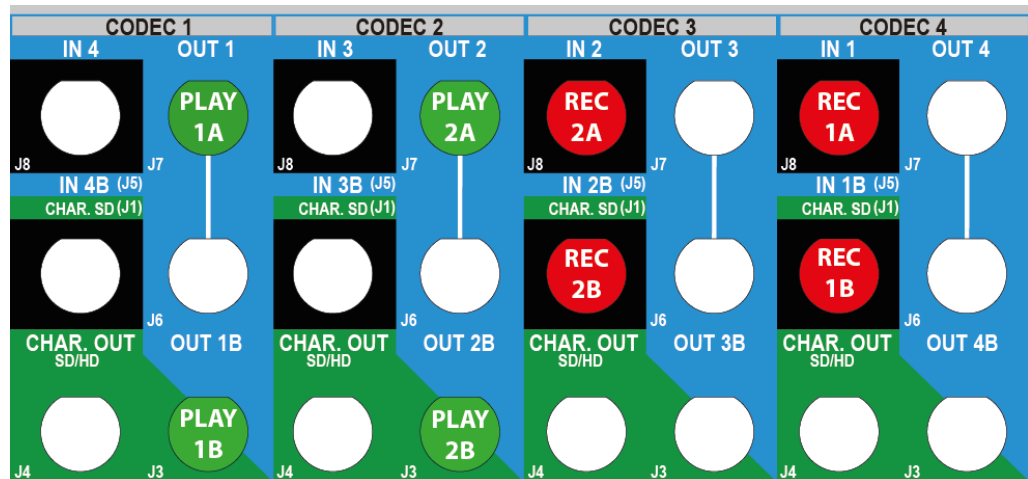 CODEC 1 CODEC 2 CODEC 3 CODEC 4
IN 4 OUT 1 IN 3 OUT 2 IN 2 OUT 3 IN 1 OUT 4
PLAY PLAY REC REC
1A 2A 2A 1A
J8 J7 J8 J7 J8 J7 J8 J7
IN 4B (J5) IN 3B (J5) IN 2B (J5) IN 1B (J5)
CHAR. SD (J1) CHAR. SD (J1) CHAR. SD (J1) CHAR. SD (J1)
REC REC
2B 1B
J6 J6 J6 J6
CHAR. OUT OUT 1B CHAR. OUT OUT 2B CHAR. OUT OUT 3B CHAR. OUT OUT 4B
SD/HD SD/HD SD/HD SD/HD
PLAY PLAY
1B 2B
J4 J3 J4 J3 J4 J3 J4 J3